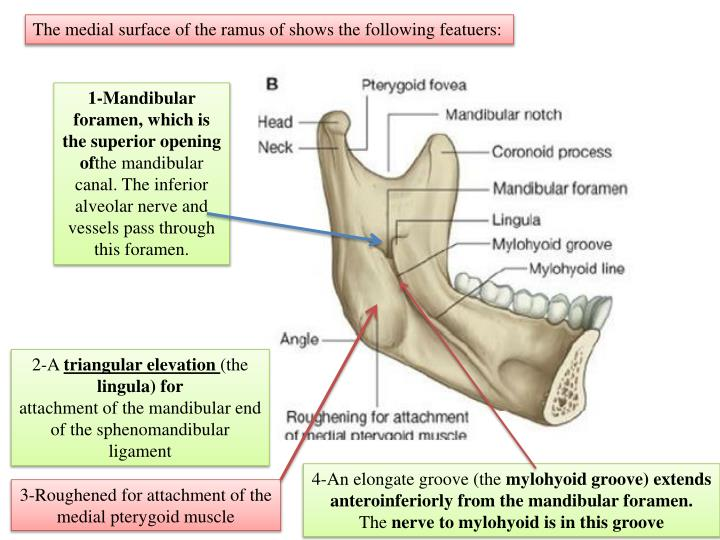 The medial surface of the ramus of shows the following featuers:
1-Mandibular
foramen, which is
the superior opening
ofthe mandibular
canal. The inferior
alveolar nerve and
vessels pass through
this foramen.
B
Pterygoid fovea
Head
Mandibular notch
Neck
Coronoid process
Mandibular foramen
Lingula
Mylohyoid groove
Mylohyoid line
Angle
Roughening for attachment
of medial pterygoid muscle
2-A triangular elevation (the
lingula) for
attachment of the mandibular end
of the sphenomandibular
ligament
3-Roughened for attachment of the
medial pterygoid muscle
4-An elongate groove (the mylohyoid groove) extends
anteroinferiorly from the mandibular foramen.
The nerve to mylohyoid is in this groove